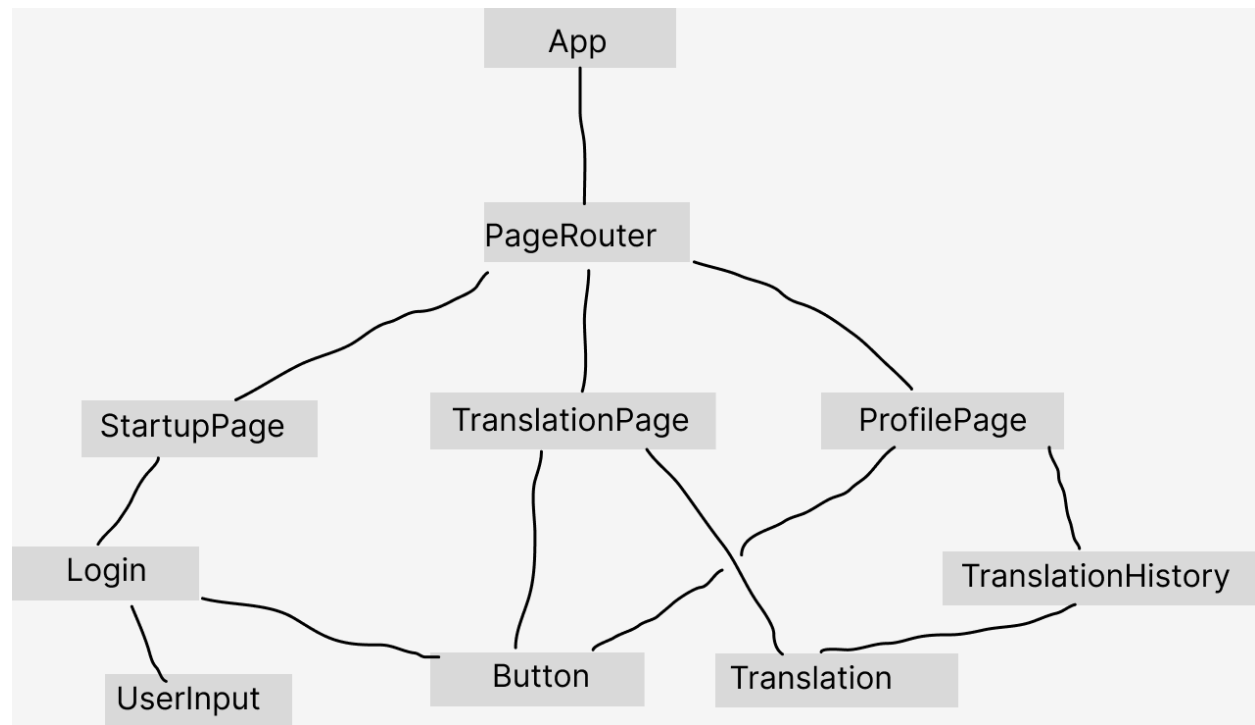 App
PageRouter
StartupPage
TranslationPage
ProfilePage
Login
TranslationHistory
UserInput
Button
Translation